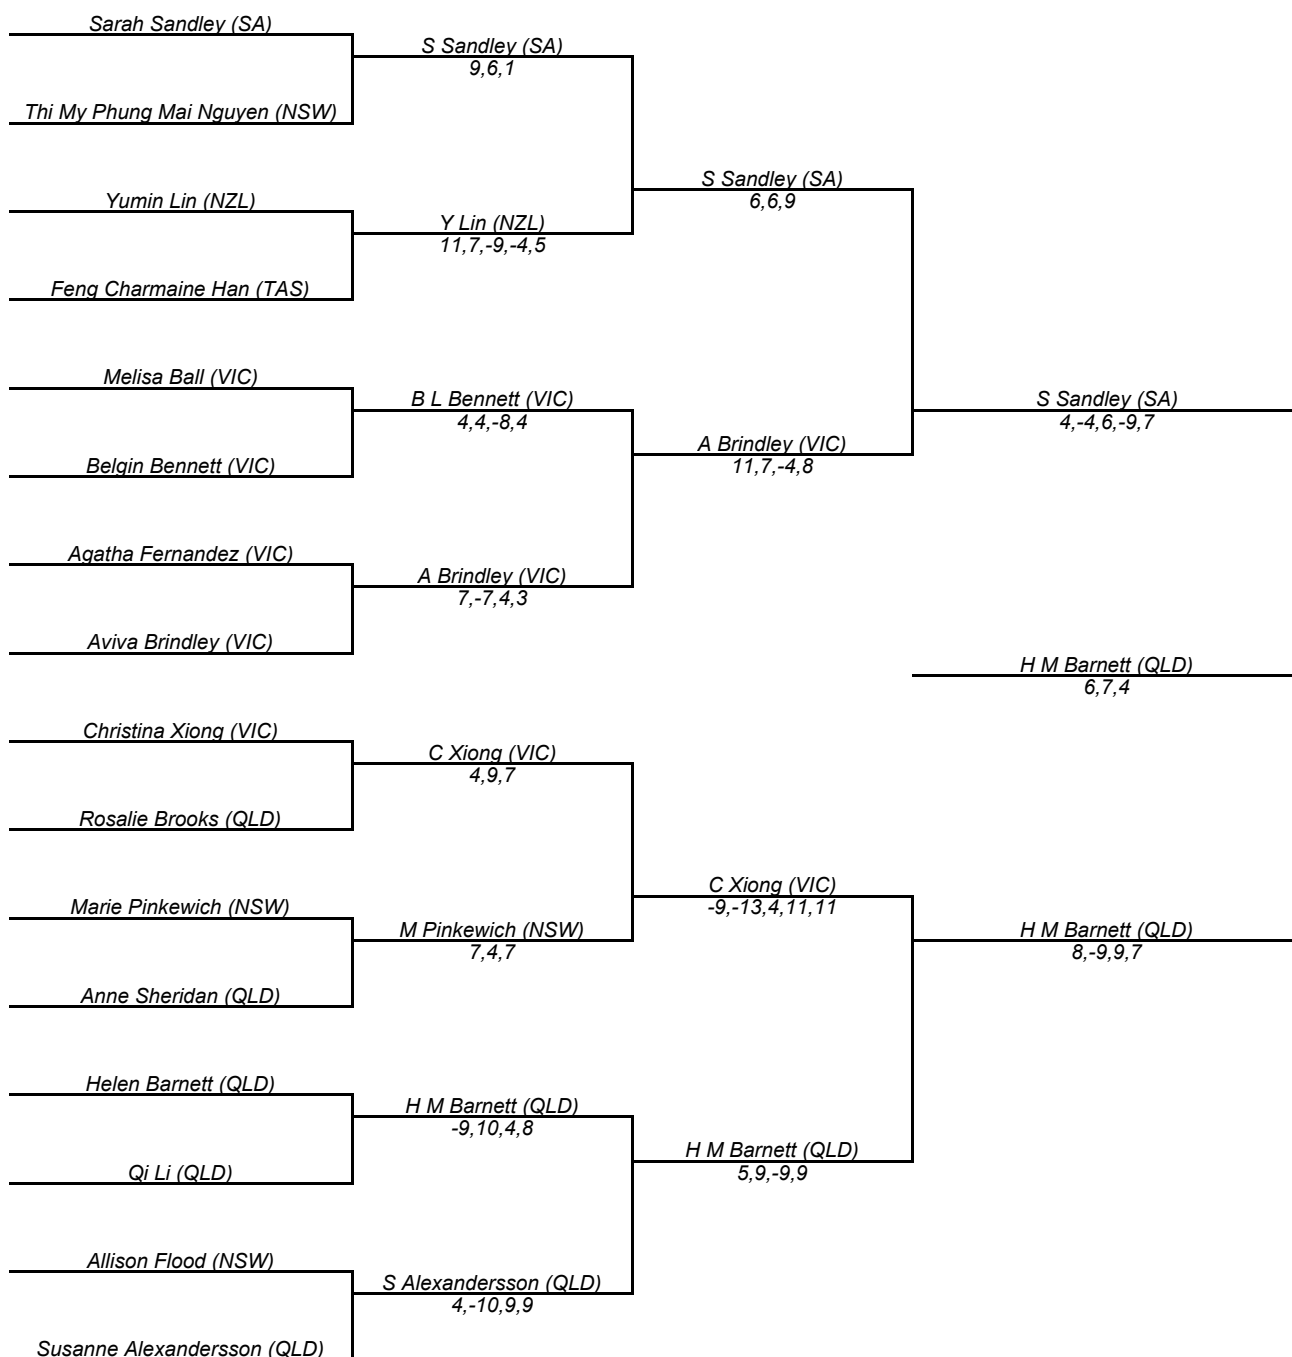 Sarah Sandley (SA)
S Sandley (SA)
9,6,1
Thi My Phung Mai Nguyen (NSW)
S Sandley (SA)
6,6,9
Yumin Lin (NZL)
Y Lin (NZL)
11,7,-9,-4,5
Feng Charmaine Han (TAS)
Melisa Ball (VIC)
B L Bennett (VIC)
4,4,-8,4
S Sandley (SA)
4,-4,6,-9,7
A Brindley (VIC)
11,7,-4,8
Belgin Bennett (VIC)
Agatha Fernandez (VIC)
A Brindley (VIC)
7,-7,4,3
Aviva Brindley (VIC)
H M Barnett (QLD)
6,7,4
Christina Xiong (VIC)
C Xiong (VIC)
4,9,7
Rosalie Brooks (QLD)
C Xiong (VIC)
-9,-13,4,11,11
Marie Pinkewich (NSW)
M Pinkewich (NSW)
7,4,7
H M Barnett (QLD)
8,-9,9,7
Anne Sheridan (QLD)
Helen Barnett (QLD)
H M Barnett (QLD)
-9,10,4,8
H M Barnett (QLD)
5,9,-9,9
Qi Li (QLD)
Allison Flood (NSW)
S Alexandersson (QLD)
4,-10,9,9
Susanne Alexandersson (QLD)